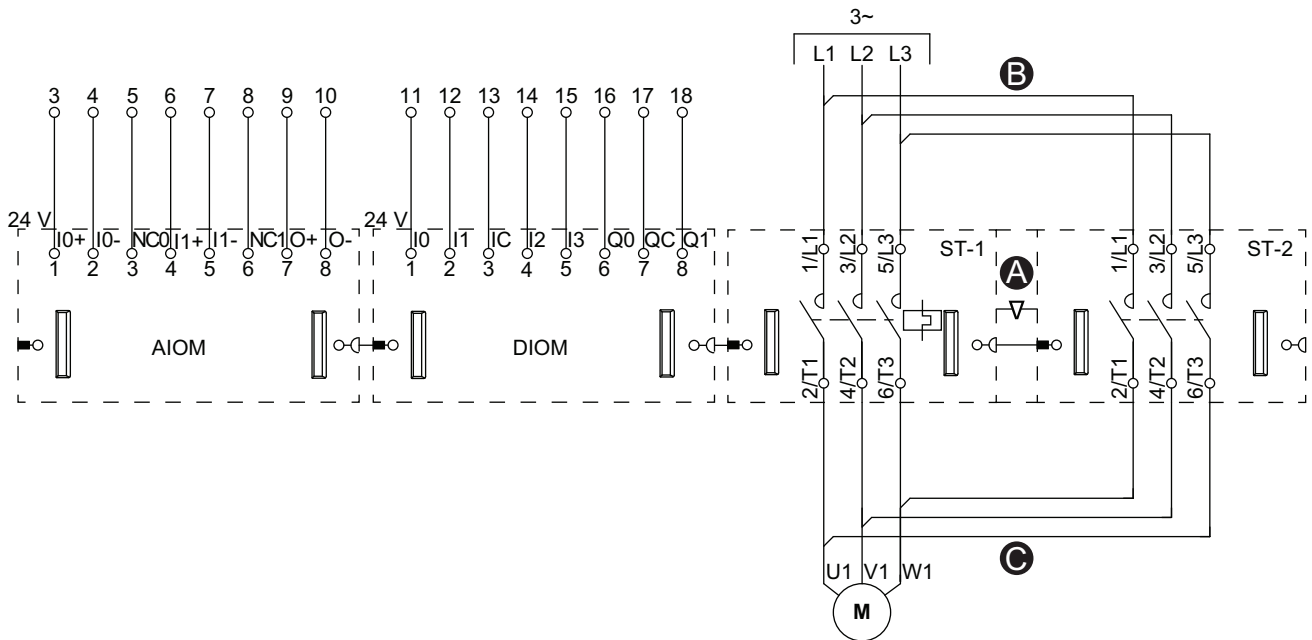 3~
L1 L2 L3
B
3 4 5 6 7 8 9 10
11 12 13 14 15 16 17 18
24 V
I0+ I0- NC0 I1+ I1- NC1 O+ O-
1 2 3 4 5 6 7 8
24 V
I0 I1 IC I2 I3 Q0 QC Q1
1 2 3 4 5 6 7 8
1/L1 3/L2 5/L3
ST-1
A
1/L1 3/L2 5/L3
ST-2
AIOM
DIOM
2/T1 4/T2 6/T3
2/T1 4/T2 6/T3
C
U1 V1 W1
M